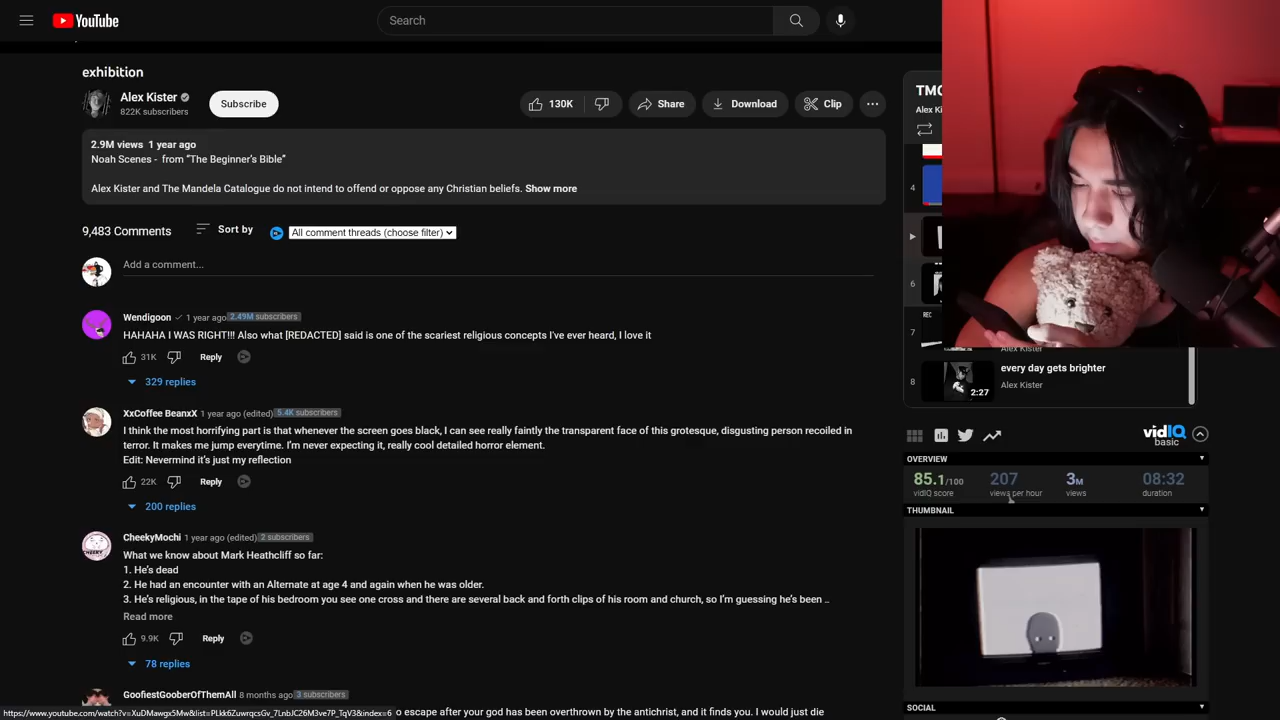 YouTube
Search
exhibition
Alex Kister
822K subscribers
Subscribe
130K
Share
Download
Clip
2.9M views 1 year ago
Noah Scenes - from "The Beginner's Bible"
Alex Kister and The Mandela Catalogue do not intend to offend or oppose any Christian beliefs. Show more
9,483 Comments
Sort by
All comment threads (choose filter)
Add a comment...
Wendigoon
1 year ago
2.49M subscribers
HAHAHA I WAS RIGHT!!! Also what [REDACTED] said is one of the scariest religious concepts I've ever heard, I love it
31K
Reply
329 replies
XxCoffee BeanxX
1 year ago (edited)
5.4K subscribers
I think the most horrifying part is that whenever the screen goes black, I can see really faintly the transparent face of this grotesque, disgusting person recoiled in
terror. It makes me jump everytime. I'm never expecting it, really cool detailed horror element.
Edit: Nevermind it's just my reflection
22K
Reply
200 replies
CheekyMochi
1 year ago (edited)
2 subscribers
What we know about Mark Heathcliff so far:
1. He's dead
2. He had an encounter with an Alternate at age 4 and again when he was older.
3. He's religious, in the tape of his bedroom you see one cross and there are several back and forth clips of his room and church, so I'm guessing he's been ..
Read more
9.9K
Reply
78 replies
GoofiestGooberOfThemAll
8 months ago
3 subscribers
o escape after your god has been overthrown by the antichrist, and it finds you. I would just die
https://www.youtube.com/watch?v=XuDMawgx5Mw&list=PLkk6ZuwrqcsGv_7LnbJC26M3ve7P_TqV3&index=6
TMC
Alex Ki
4
6
7
REC
Alex Kister
8
2:27
every day gets brighter
Alex Kister
vidIQ
basic
OVERVIEW
85.1/100
vidIQ score
207
views per hour
3M
views
08:32
duration
THUMBNAIL
SOCIAL